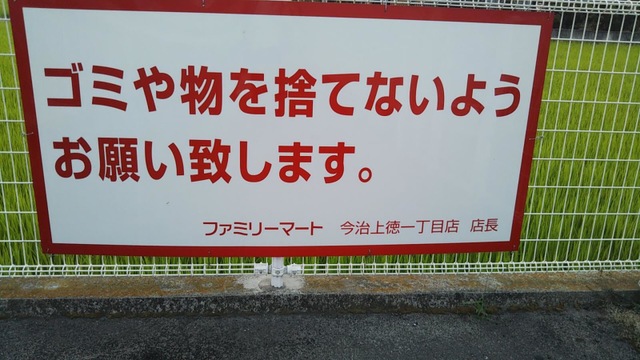 ゴミや物を捨てないよう
お願い致します。
ファミリーマート 今治上徳一丁目店 店長